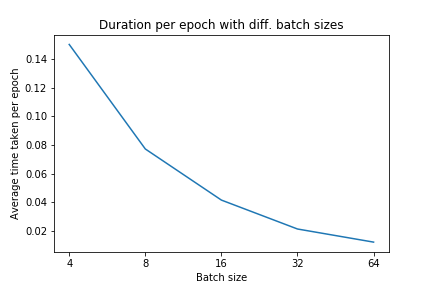 Duration per epoch with diff. batch sizes
Average time taken per epoch
0.14
0.12
0.10
0.08
0.06
0.04
0.02
4 8 16 32 64
Batch size